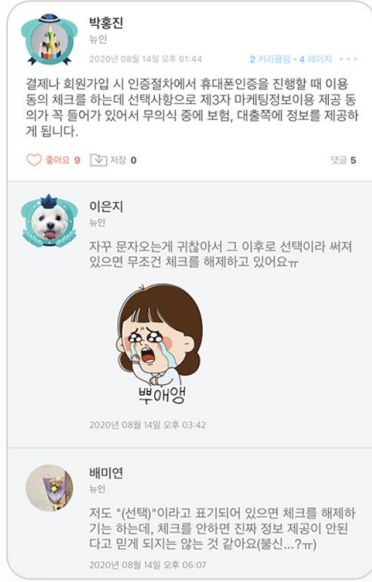 박홍진
뉴인
2020년 08월 14일 오후 01:44
2 커리큘럼 • 4 페이지
결제나 회원가입 시 인증절차에서 휴대폰인증을 진행할 때 이용
동의 체크를 하는데 선택사항으로 제3자 마케팅정보이용 제공 동
의가 꼭 들어가 있어서 무의식 중에 보험, 대출쪽에 정보를 제공하
게 됩니다.
좋아요 9 저장 0 댓글 5
이은지
뉴인
자꾸 문자오는게 귀찮아서 그 이후로 선택이라 써져
있으면 무조건 체크를 해제하고 있어요ㅠ
뿌애앵
2020년 08월 14일 오후 03:42
배미연
뉴인
저도 "(선택)"이라고 표기되어 있으면 체크를 해제하
기는 하는데, 체크를 안하면 진짜 정보 제공이 안된
다고 믿게 되지는 않는 것 같아요(불신...?ㅠ)
2020년 08월 14일 오후 06:07